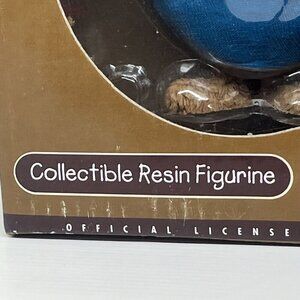 Collectible Resin Figurine
OFFICIAL LICENSE